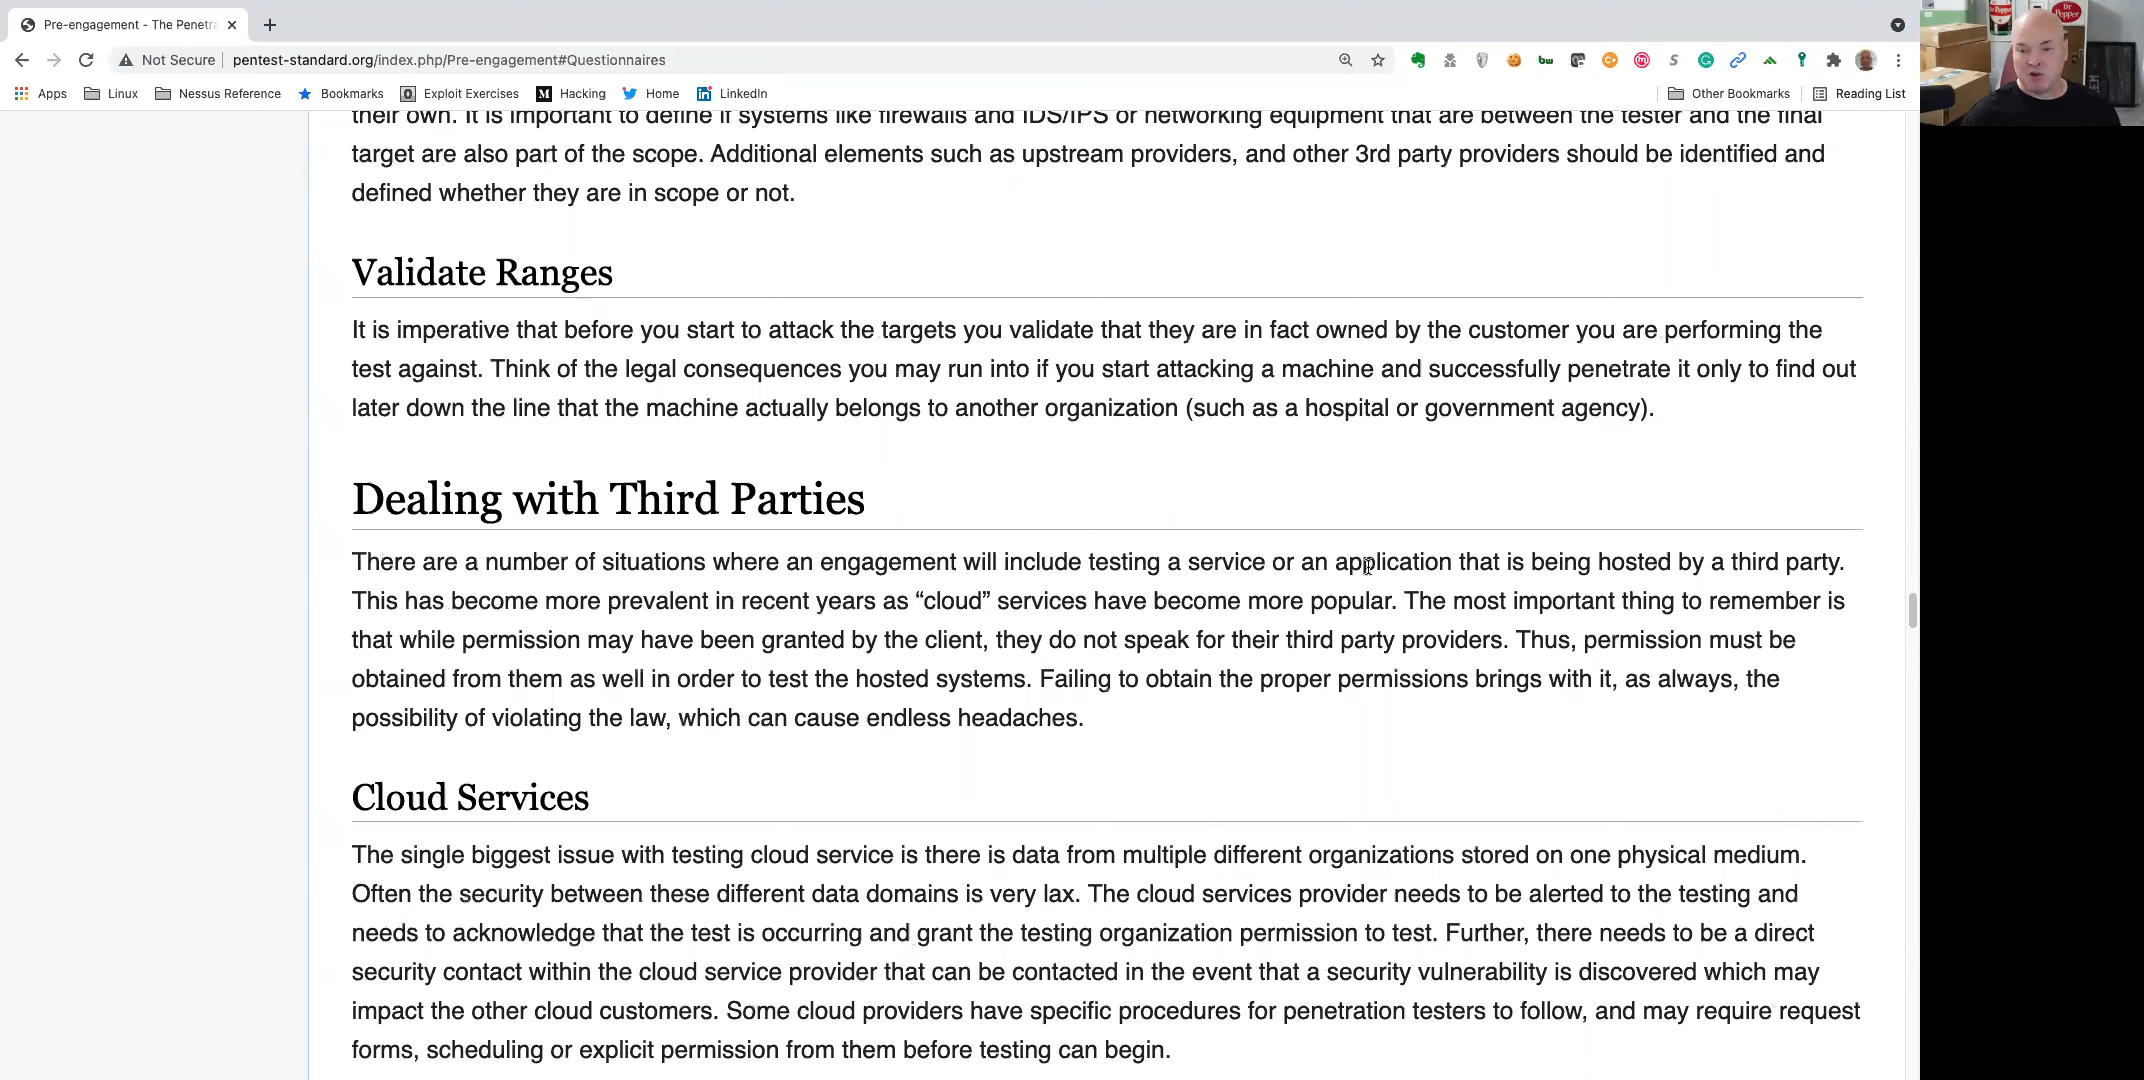 Pre-engagement - The Penetra
Not Secure
pentest-standard.org/index.php/Pre-engagement#Questionnaires
Apps
Linux
Nessus Reference
Bookmarks
Exploit Exercises
Hacking
Home
LinkedIn
Other Bookmarks
Reading List
their own. It is important to define if systems like firewalls and IDS/IPS or networking equipment that are between the tester and the final
target are also part of the scope. Additional elements such as upstream providers, and other 3rd party providers should be identified and
defined whether they are in scope or not.
Validate Ranges
It is imperative that before you start to attack the targets you validate that they are in fact owned by the customer you are performing the
test against. Think of the legal consequences you may run into if you start attacking a machine and successfully penetrate it only to find out
later down the line that the machine actually belongs to another organization (such as a hospital or government agency).
Dealing with Third Parties
There are a number of situations where an engagement will include testing a service or an application that is being hosted by a third party.
This has become more prevalent in recent years as “cloud” services have become more popular. The most important thing to remember is
that while permission may have been granted by the client, they do not speak for their third party providers. Thus, permission must be
obtained from them as well in order to test the hosted systems. Failing to obtain the proper permissions brings with it, as always, the
possibility of violating the law, which can cause endless headaches.
Cloud Services
The single biggest issue with testing cloud service is there is data from multiple different organizations stored on one physical medium.
Often the security between these different data domains is very lax. The cloud services provider needs to be alerted to the testing and
needs to acknowledge that the test is occurring and grant the testing organization permission to test. Further, there needs to be a direct
security contact within the cloud service provider that can be contacted in the event that a security vulnerability is discovered which may
impact the other cloud customers. Some cloud providers have specific procedures for penetration testers to follow, and may require request
forms, scheduling or explicit permission from them before testing can begin.
Dr
Pepper